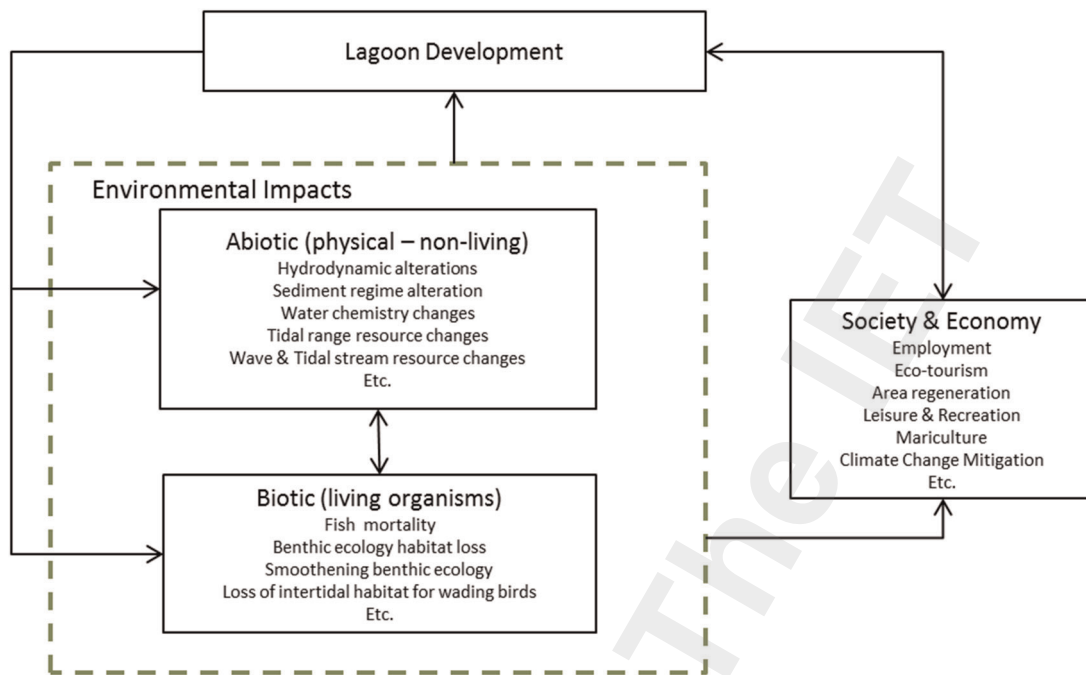 Lagoon Development
Environmental Impacts
Abiotic (physical – non-living)
Hydrodynamic alterations
Sediment regime alteration
Water chemistry changes
Tidal range resource changes
Wave & Tidal stream resource changes
Etc.
Biotic (living organisms)
Fish mortality
Benthic ecology habitat loss
Smoothening benthic ecology
Loss of intertidal habitat for wading birds
Etc.
Society & Economy
Employment
Eco-tourism
Area regeneration
Leisure & Recreation
Mariculture
Climate Change Mitigation
Etc.
The IET